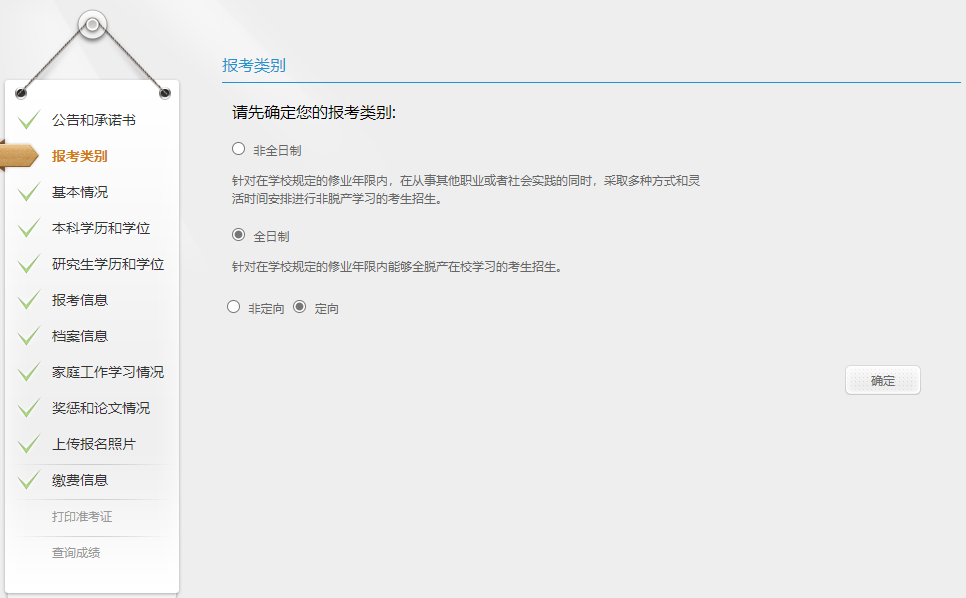 公告和承诺书
报考类别
基本情况
本科学历和学位
研究生学历和学位
报考信息
档案信息
家庭工作学习情况
奖惩和论文情况
上传报名照片
缴费信息
打印准考证
查询成绩
报考类别
请先确定您的报考类别:
非全日制
针对在学校规定的修业年限内，在从事其他职业或者社会实践的同时，采取多种方式和灵
活时间安排进行非脱产学习的考生招生。
全日制
针对在学校规定的修业年限内能够全脱产在校学习的考生招生。
非定向 定向
确定